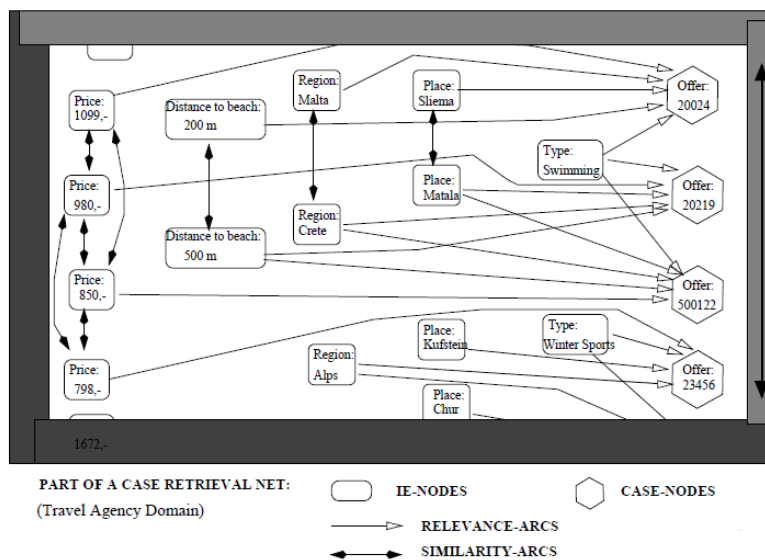 Region:
Malta
Place:
Sliema
Offer:
20024
Price:
1099,-
Distance to beach:
200 m
Type:
Swimming
Price:
980,-
Place:
Matala
Offer:
20219
Region:
Crete
Distance to beach:
500 m
Price:
850,-
Offer:
500122
Place:
Kufstein
Type:
Winter Sports
Region:
Alps
Price:
798,-
Offer:
23456
Place:
Chur
1672,-
PART OF A CASE RETRIEVAL NET:
(Travel Agency Domain)
IE-NODES
CASE-NODES
RELEVANCE-ARCS
SIMILARITY-ARCS